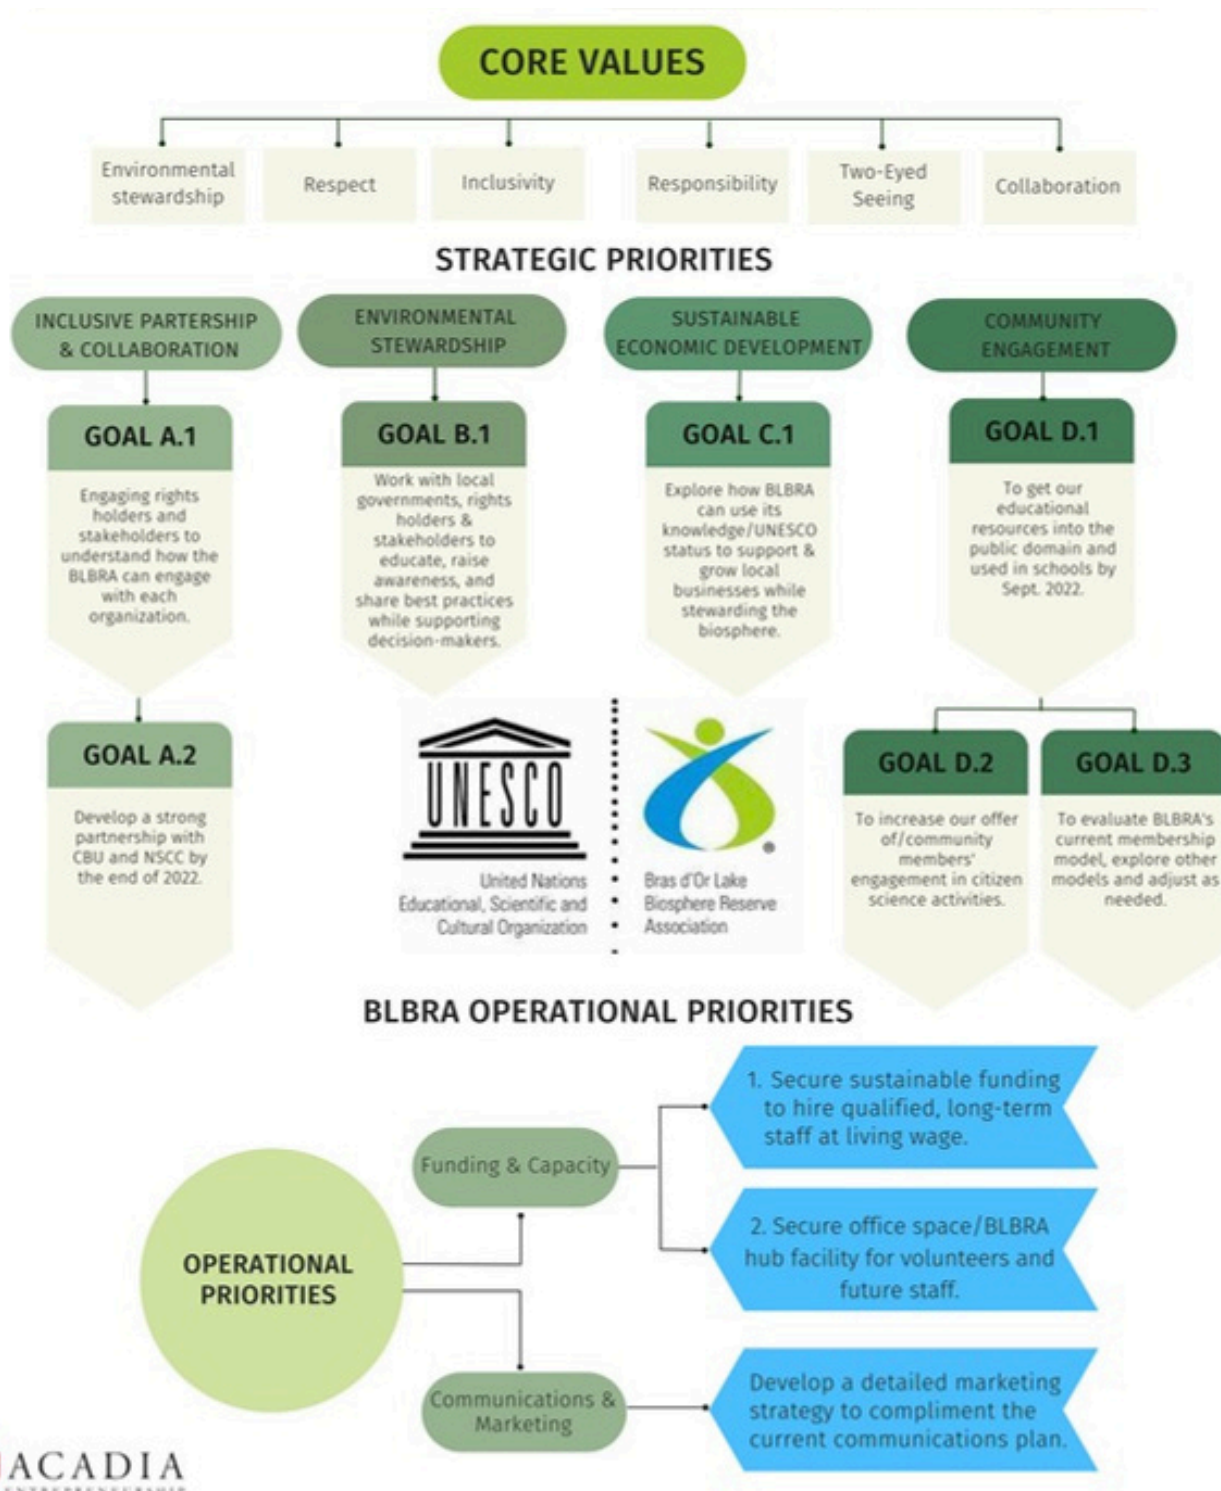 CORE VALUES
Environmental
stewardship
Respect
Inclusivity
Responsibility
Two-Eyed
Seeing
Collaboration
STRATEGIC PRIORITIES
INCLUSIVE PARTERSHIP
& COLLABORATION
ENVIRONMENTAL
STEWARDSHIP
SUSTAINABLE
ECONOMIC DEVELOPMENT
COMMUNITY
ENGAGEMENT
GOAL A.1
Engaging rights
holders and
stakeholders to
understand how the
BLBRA can engage
with each
organization.
GOAL B.1
Work with local
governments, rights
holders &
stakeholders to
educate, raise
awareness, and
share best practices
while supporting
decision-makers.
GOAL C.1
Explore how BLBRA
can use its
knowledge/UNESCO
status to support &
grow local
businesses while
stewarding the
biosphere.
GOAL D.1
To get our
educational
resources into the
public domain and
used in schools by
Sept. 2022.
GOAL A.2
Develop a strong
partnership with
CBU and NSCC by
the end of 2022.
UNESCO
United Nations
Educational, Scientific and
Cultural Organization
®
Bras d'Or Lake
Biosphere Reserve
Association
GOAL D.2
To increase our offer
of/community
members'
engagement in citizen
science activities.
GOAL D.3
To evaluate BLBRA's
current membership
model, explore other
models and adjust as
needed.
BLBRA OPERATIONAL PRIORITIES
OPERATIONAL
PRIORITIES
Funding & Capacity
1. Secure sustainable funding
to hire qualified, long-term
staff at living wage.
2. Secure office space/BLBRA
hub facility for volunteers and
future staff.
Communications &
Marketing
Develop a detailed marketing
strategy to compliment the
current communications plan.
ACADIA
ENTREPRENEURSHIP